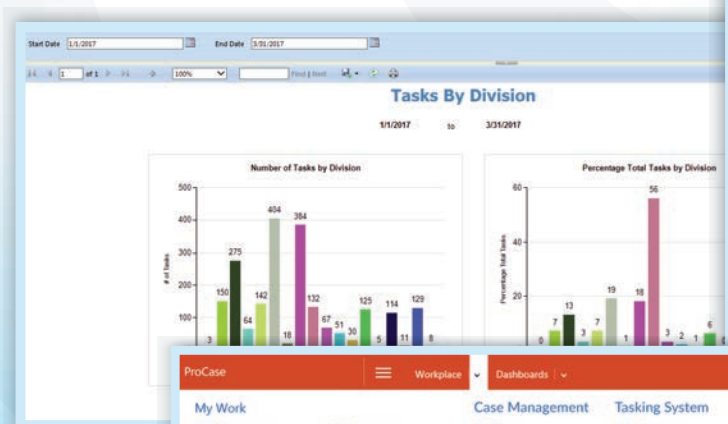 Start Date 1/1/2017 End Date 3/31/2017
1 of 1 100% Find | Next
Tasks By Division
1/1/2017 to 3/31/2017
Number of Tasks by Division
Percentage Total Tasks by Division
# of Tasks
500
400
300
200
100
3 150 275 64 142 404 18 384 132 67 51 30 125 5 114 11 129 8
Percentage Total Tasks
60
40
20
0 7 13 3 7 19 1 18 56 3 2 1 6
ProCase Workplace Dashboards
My Work Case Management Tasking System